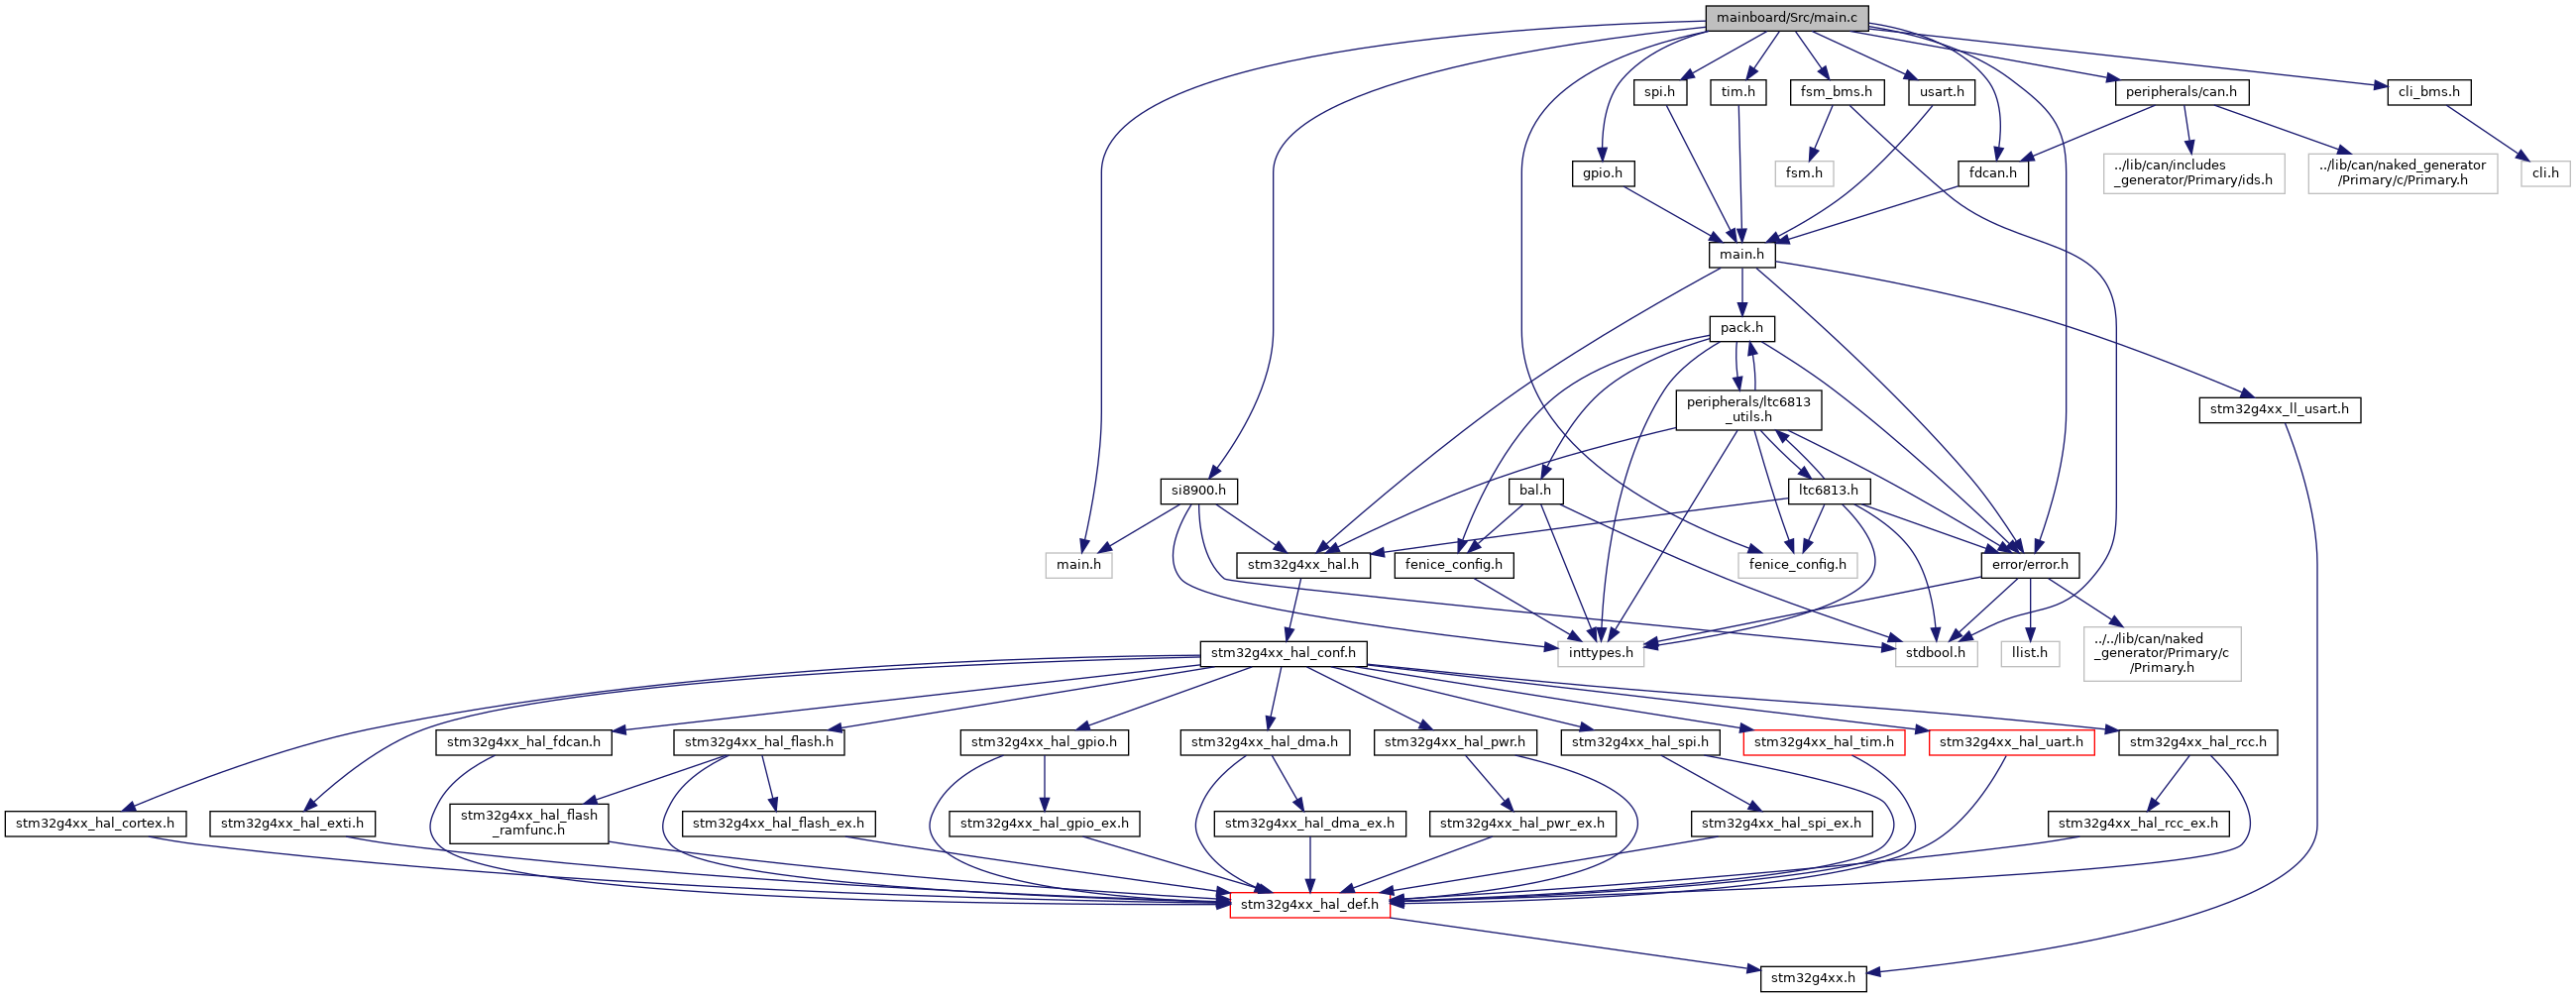 mainboard/Src/main.c
spi.h
tim.h
fsm_bms.h
usart.h
peripherals/can.h
cli_bms.h
gpio.h
fsm.h
fdcan.h
../lib/can/includes
_generator/Primary/ids.h
../lib/can/naked_generator
/Primary/c/Primary.h
cli.h
main.h
pack.h
peripherals/ltc6813
_utils.h
stm32g4xx_ll_usart.h
si8900.h
bal.h
ltc6813.h
main.h
stm32g4xx_hal.h
fenice_config.h
fenice_config.h
error/error.h
stm32g4xx_hal_conf.h
inttypes.h
stdbool.h
llist.h
../../lib/can/naked
_generator/Primary/c
/Primary.h
stm32g4xx_hal_fdcan.h
stm32g4xx_hal_flash.h
stm32g4xx_hal_gpio.h
stm32g4xx_hal_dma.h
stm32g4xx_hal_pwr.h
stm32g4xx_hal_spi.h
stm32g4xx_hal_tim.h
stm32g4xx_hal_uart.h
stm32g4xx_hal_rcc.h
stm32g4xx_hal_cortex.h
stm32g4xx_hal_exti.h
stm32g4xx_hal_flash
_ramfunc.h
stm32g4xx_hal_flash_ex.h
stm32g4xx_hal_gpio_ex.h
stm32g4xx_hal_dma_ex.h
stm32g4xx_hal_pwr_ex.h
stm32g4xx_hal_spi_ex.h
stm32g4xx_hal_rcc_ex.h
stm32g4xx_hal_def.h
stm32g4xx.h